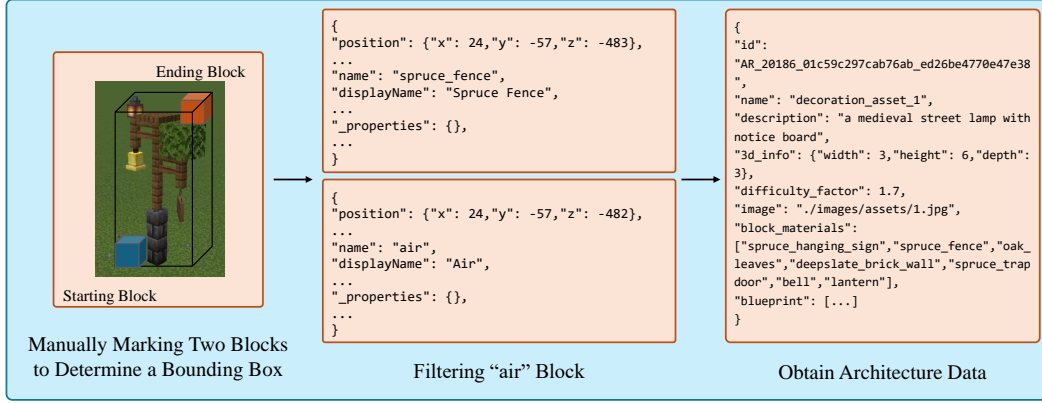 Ending Block
Starting Block
Manually Marking Two Blocks
to Determine a Bounding Box
{
"position": {"x": 24,"y": -57,"z": -483},
...
"name": "spruce_fence",
"displayName": "Spruce Fence",
...
"_properties": {},
...
}
{
"position": {"x": 24,"y": -57,"z": -482},
...
"name": "air",
"displayName": "Air",
...
"_properties": {},
...
}
Filtering “air” Block
{
"id":
"AR_20186_01c59c297cab76ab_ed26be4770e47e38
",
"name": "decoration_asset_1",
"description": "a medieval street lamp with
notice board",
"3d_info": {"width": 3,"height": 6,"depth":
3},
"difficulty_factor": 1.7,
"image": "./images/assets/1.jpg",
"block_materials":
["spruce_hanging_sign","spruce_fence","oak_
leaves","deepslate_brick_wall","spruce_trap
door","bell","lantern"],
"blueprint": [...]
}
Obtain Architecture Data